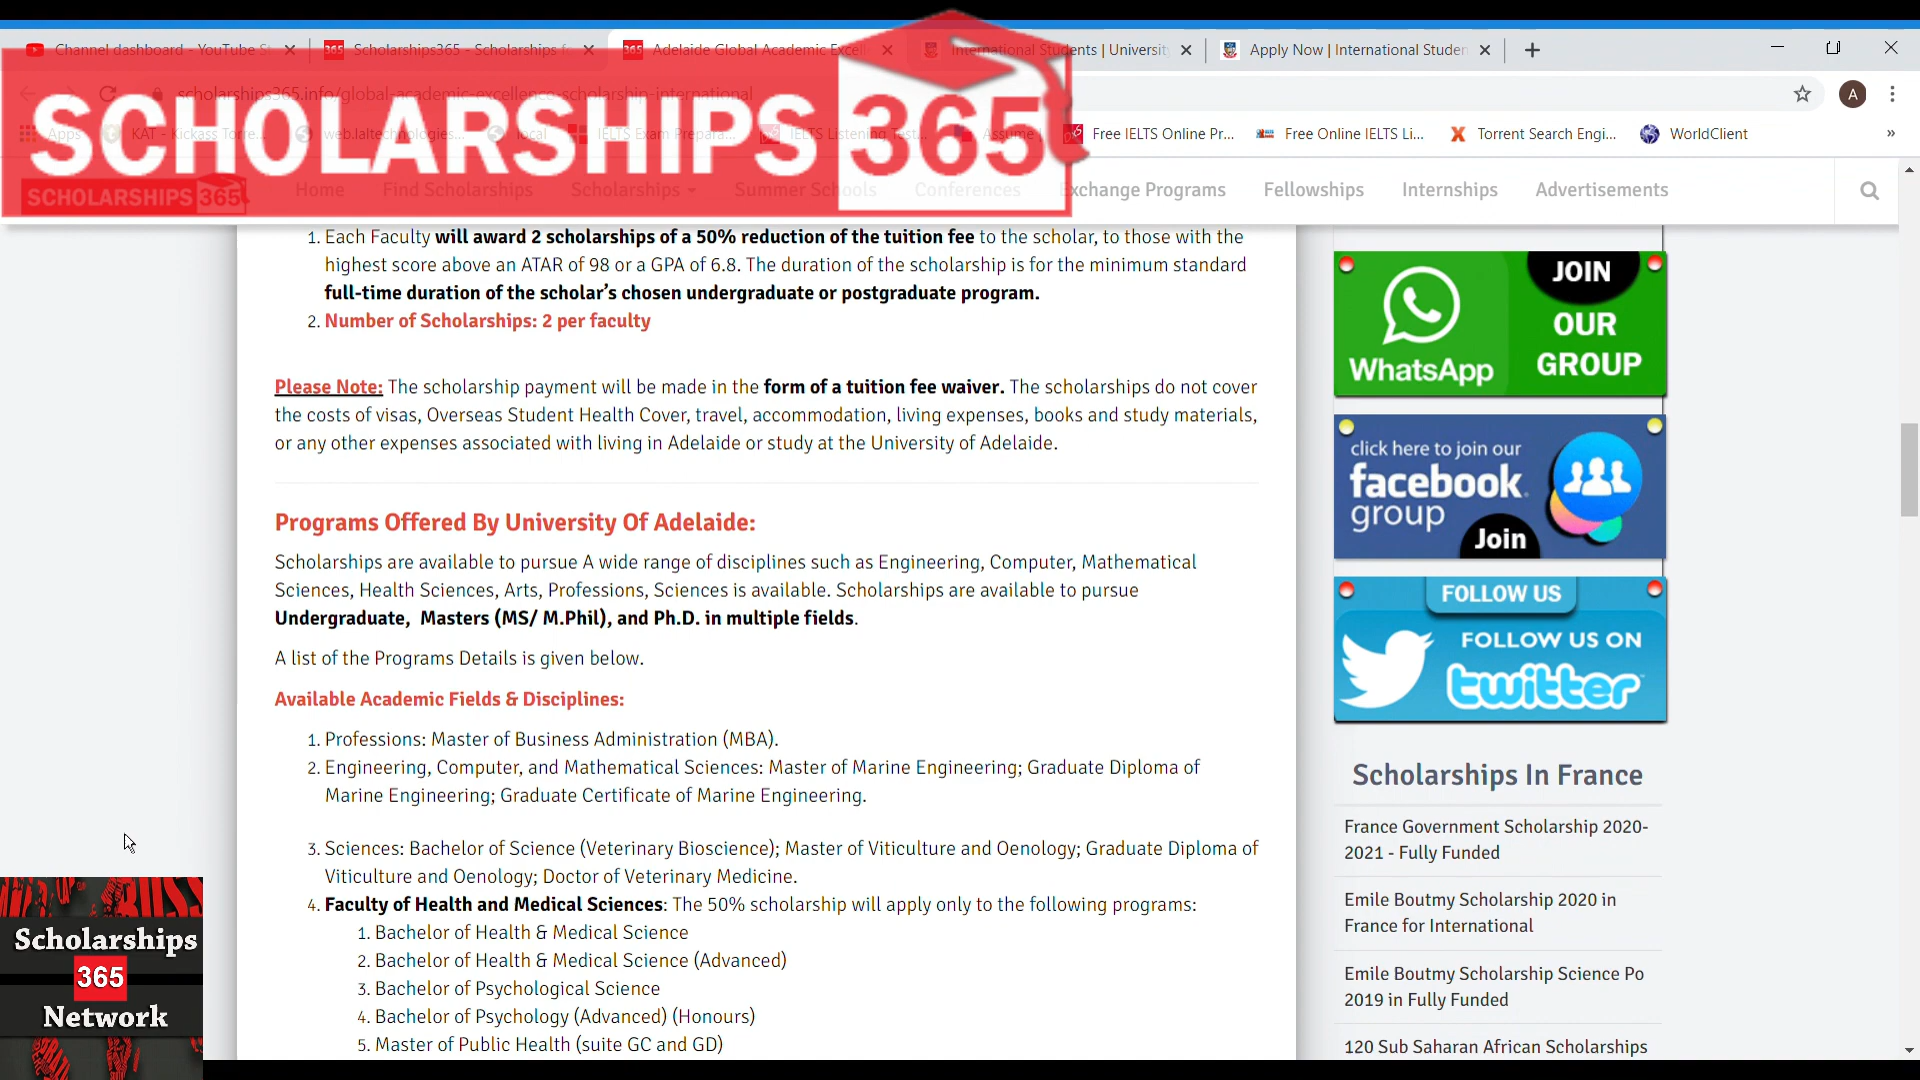 Channel dashboard - YouTube S
Scholarships365 - Scholarships f
Adelaide Global Academic Excell
International Students | Universit
Apply Now | International Studen
scholarships365.info/global-academic-excellence-scholarship-international
A
SCHOLARSHIPS 365
Apps
KAT - Kickass Torre...
web.laltechnologies...
local
IELTS Exam Prepara...
IELTS Listening Test...
Assume
Free IELTS Online Pr...
Free Online IELTS Li...
Torrent Search Engi...
WorldClient
»
SCHOLARSHIPS 365
Home
Find Scholarships
Scholarships
Summer Schools
Conferences
Exchange Programs
Fellowships
Internships
Advertisements
1. Each Faculty will award 2 scholarships of a 50% reduction of the tuition fee to the scholar, to those with the
highest score above an ATAR of 98 or a GPA of 6.8. The duration of the scholarship is for the minimum standard
full-time duration of the scholar’s chosen undergraduate or postgraduate program.
2. Number of Scholarships: 2 per faculty
Please Note: The scholarship payment will be made in the form of a tuition fee waiver. The scholarships do not cover
the costs of visas, Overseas Student Health Cover, travel, accommodation, living expenses, books and study materials,
or any other expenses associated with living in Adelaide or study at the University of Adelaide.
Programs Offered By University Of Adelaide:
Scholarships are available to pursue A wide range of disciplines such as Engineering, Computer, Mathematical
Sciences, Health Sciences, Arts, Professions, Sciences is available. Scholarships are available to pursue
Undergraduate, Masters (MS/ M.Phil), and Ph.D. in multiple fields.
A list of the Programs Details is given below.
Available Academic Fields & Disciplines:
1. Professions: Master of Business Administration (MBA).
2. Engineering, Computer, and Mathematical Sciences: Master of Marine Engineering; Graduate Diploma of
Marine Engineering; Graduate Certificate of Marine Engineering.
3. Sciences: Bachelor of Science (Veterinary Bioscience); Master of Viticulture and Oenology; Graduate Diploma of
Viticulture and Oenology; Doctor of Veterinary Medicine.
4. Faculty of Health and Medical Sciences: The 50% scholarship will apply only to the following programs:
1. Bachelor of Health & Medical Science
2. Bachelor of Health & Medical Science (Advanced)
3. Bachelor of Psychological Science
4. Bachelor of Psychology (Advanced) (Honours)
5. Master of Public Health (suite GC and GD)
JOIN
OUR
GROUP
WhatsApp
click here to join our
facebook
group
Join
FOLLOW US
FOLLOW US ON
twitter
Scholarships In France
France Government Scholarship 2020-
2021 - Fully Funded
Emile Boutmy Scholarship 2020 in
France for International
Emile Boutmy Scholarship Science Po
2019 in Fully Funded
120 Sub Saharan African Scholarships
Scholarships
365
Network